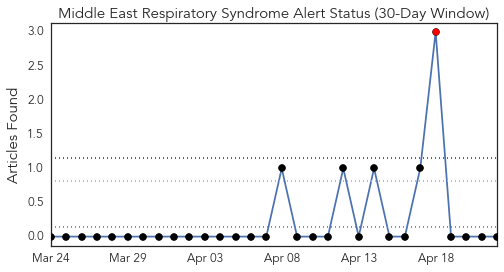 Middle East Respiratory Syndrome Alert Status (30-Day Window)
Articles Found
3.0
2.5
2.0
1.5
1.0
0.5
0.0
Mar 24 Mar 29 Apr 03 Apr 08 Apr 13 Apr 18